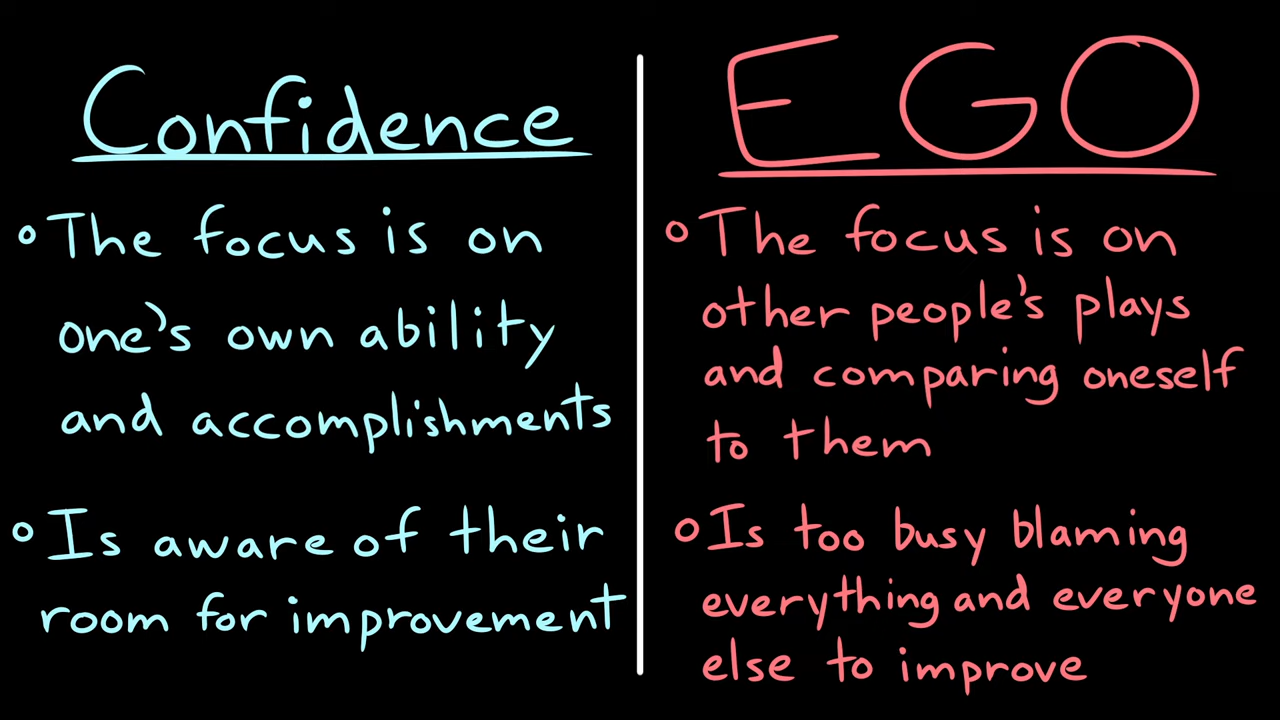 Confidence
• The focus is on
one's own ability
and accomplishments
• Is aware of their
room for improvement
EGO
• The focus is on
other people's plays
and comparing oneself
to them
• Is too busy blaming
everything and everyone
else to improve